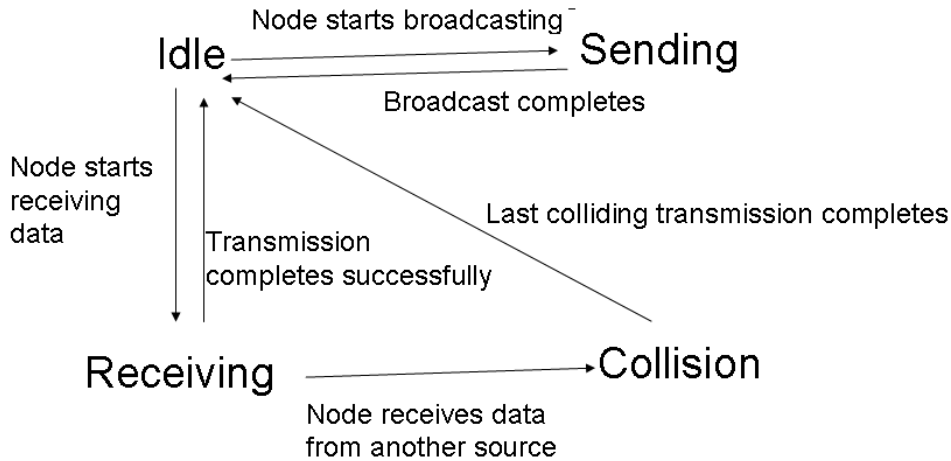 Node starts broadcasting
Idle
Sending
Broadcast completes
Node starts
receiving
data
Last colliding transmission completes
Transmission
completes successfully
Receiving
Collision
Node receives data
from another source